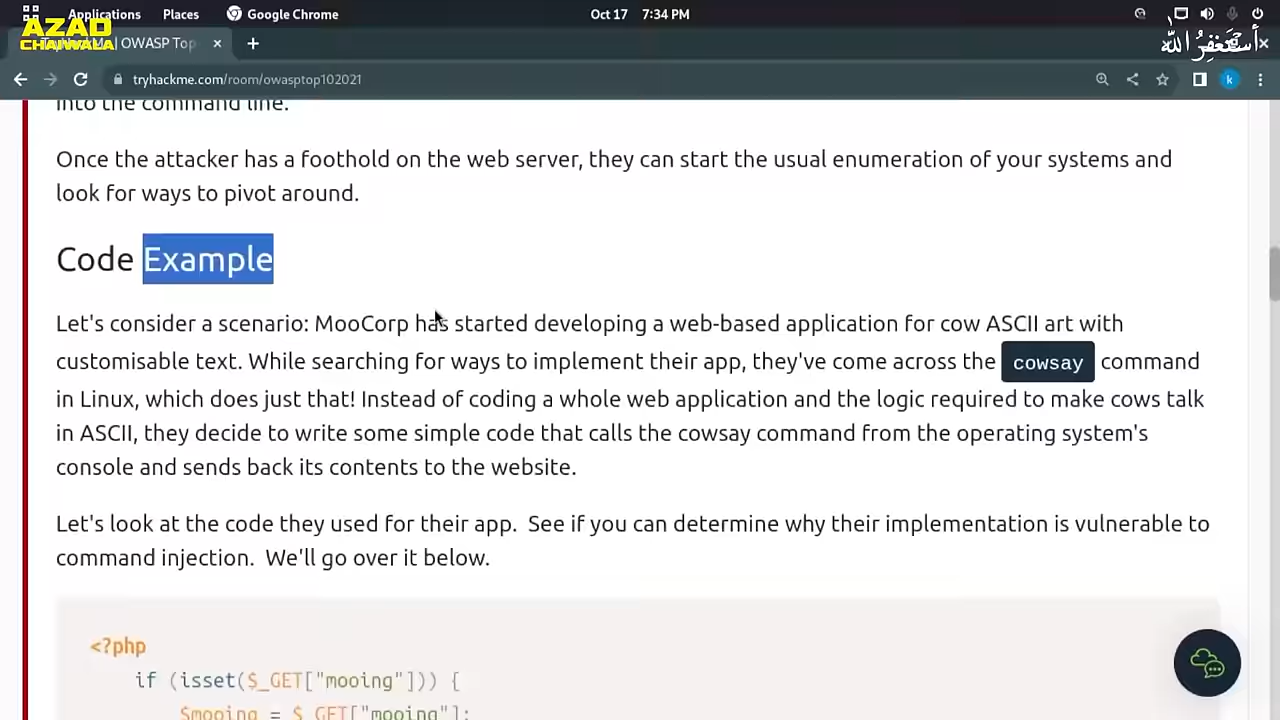 Applications Places Google Chrome Oct 17 7:34 PM
AZAD
CHAIWALA
OWASP Top
أستغفر الله
tryhackme.com/room/owasptop102021
k
into the command line.
Once the attacker has a foothold on the web server, they can start the usual enumeration of your systems and
look for ways to pivot around.
Code Example
Let's consider a scenario: MooCorp has started developing a web-based application for cow ASCII art with
customisable text. While searching for ways to implement their app, they've come across the cowsay command
in Linux, which does just that! Instead of coding a whole web application and the logic required to make cows talk
in ASCII, they decide to write some simple code that calls the cowsay command from the operating system's
console and sends back its contents to the website.
Let's look at the code they used for their app.  See if you can determine why their implementation is vulnerable to
command injection.  We'll go over it below.
<?php
if (isset($_GET["mooing"])) {
$mooing = $_GET["mooing"];